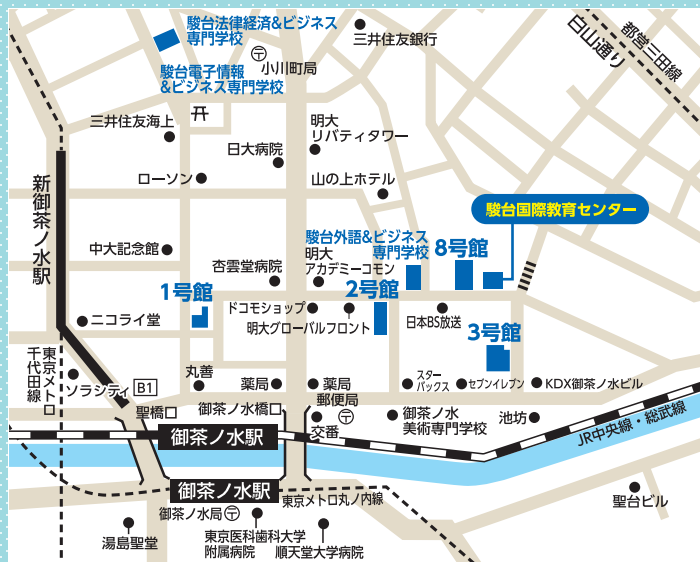 駿台法律経済&ビジネス
専門学校
三井住友銀行
白山通り
都営三田線
〒
小川町局
駿台電子情報
&ビジネス専門学校
三井住友海上
明大
リバティタワー
日大病院
ローソン
山の上ホテル
新御茶ノ水駅
駿台国際教育センター
駿台外語&ビジネス
専門学校
8号館
中大記念館
明大
アカデミーコモン
杏雲堂病院
1号館
2号館
ドコモショップ
明大グローバルフロント
日本BS放送
ニコライ堂
3号館
東京メトロ
千代田線
ソラシティ
B1
丸善
薬局
薬局
スター
バックス
セブンイレブン
KDX御茶ノ水ビル
聖橋口
御茶ノ水橋口
郵便局
〒
交番
御茶ノ水
美術専門学校
池坊
御茶ノ水駅
JR中央線・総武線
御茶ノ水駅
東京メトロ丸ノ内線
聖台ビル
御茶ノ水局〒
湯島聖堂
東京医科歯科大学
附属病院
順天堂大学病院